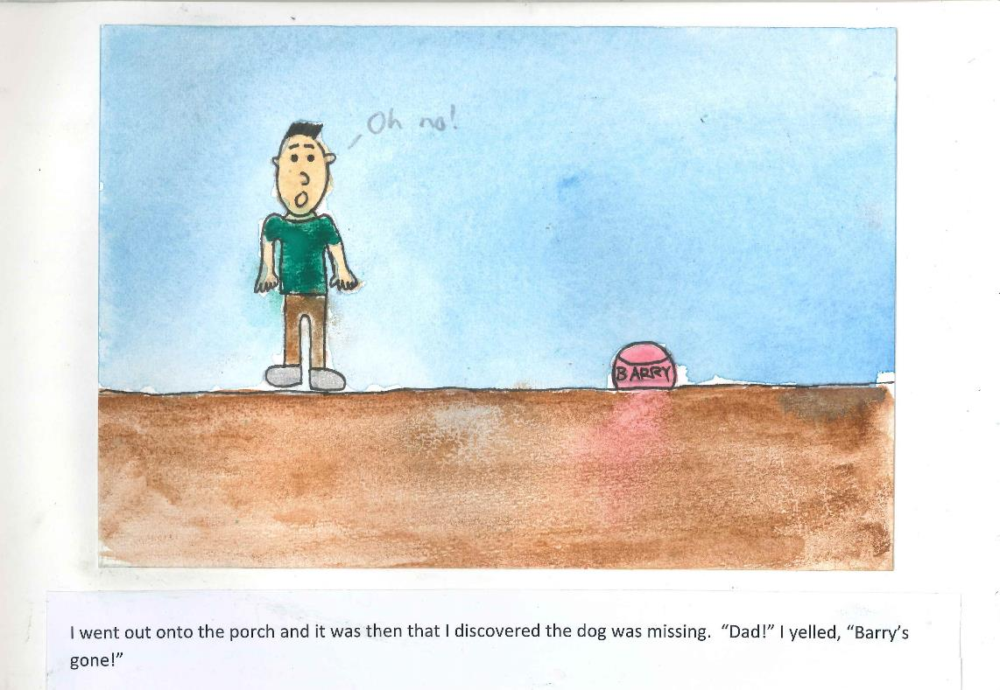 Oh no!
BARRY
I went out onto the porch and it was then that I discovered the dog was missing.  “Dad!” I yelled, “Barry’s
gone!”